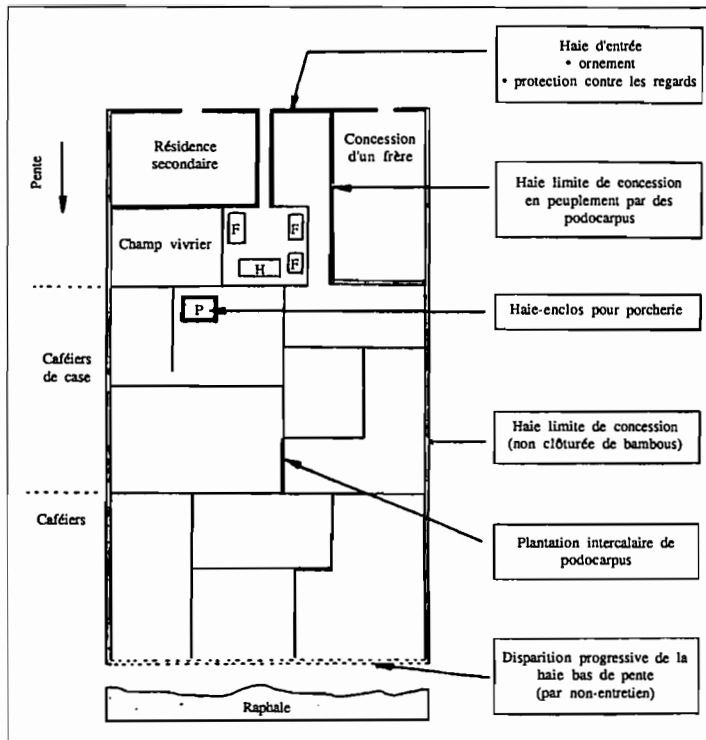 Haie d'entrée
• ornement
• protection contre les regards
Résidence
secondaire
Concession
d'un frère
Pente
Haie limite de concession
en peuplement par des
podocarpus
F
F
Champ vivrier
H
F
P
Haie-enclos pour porcherie
Caféiers
de case
Haie limite de concession
(non clôturée de bambous)
Caféiers
Plantation intercalaire de
podocarpus
Disparition progressive de la
haie bas de pente
(par non-entretien)
Raphale